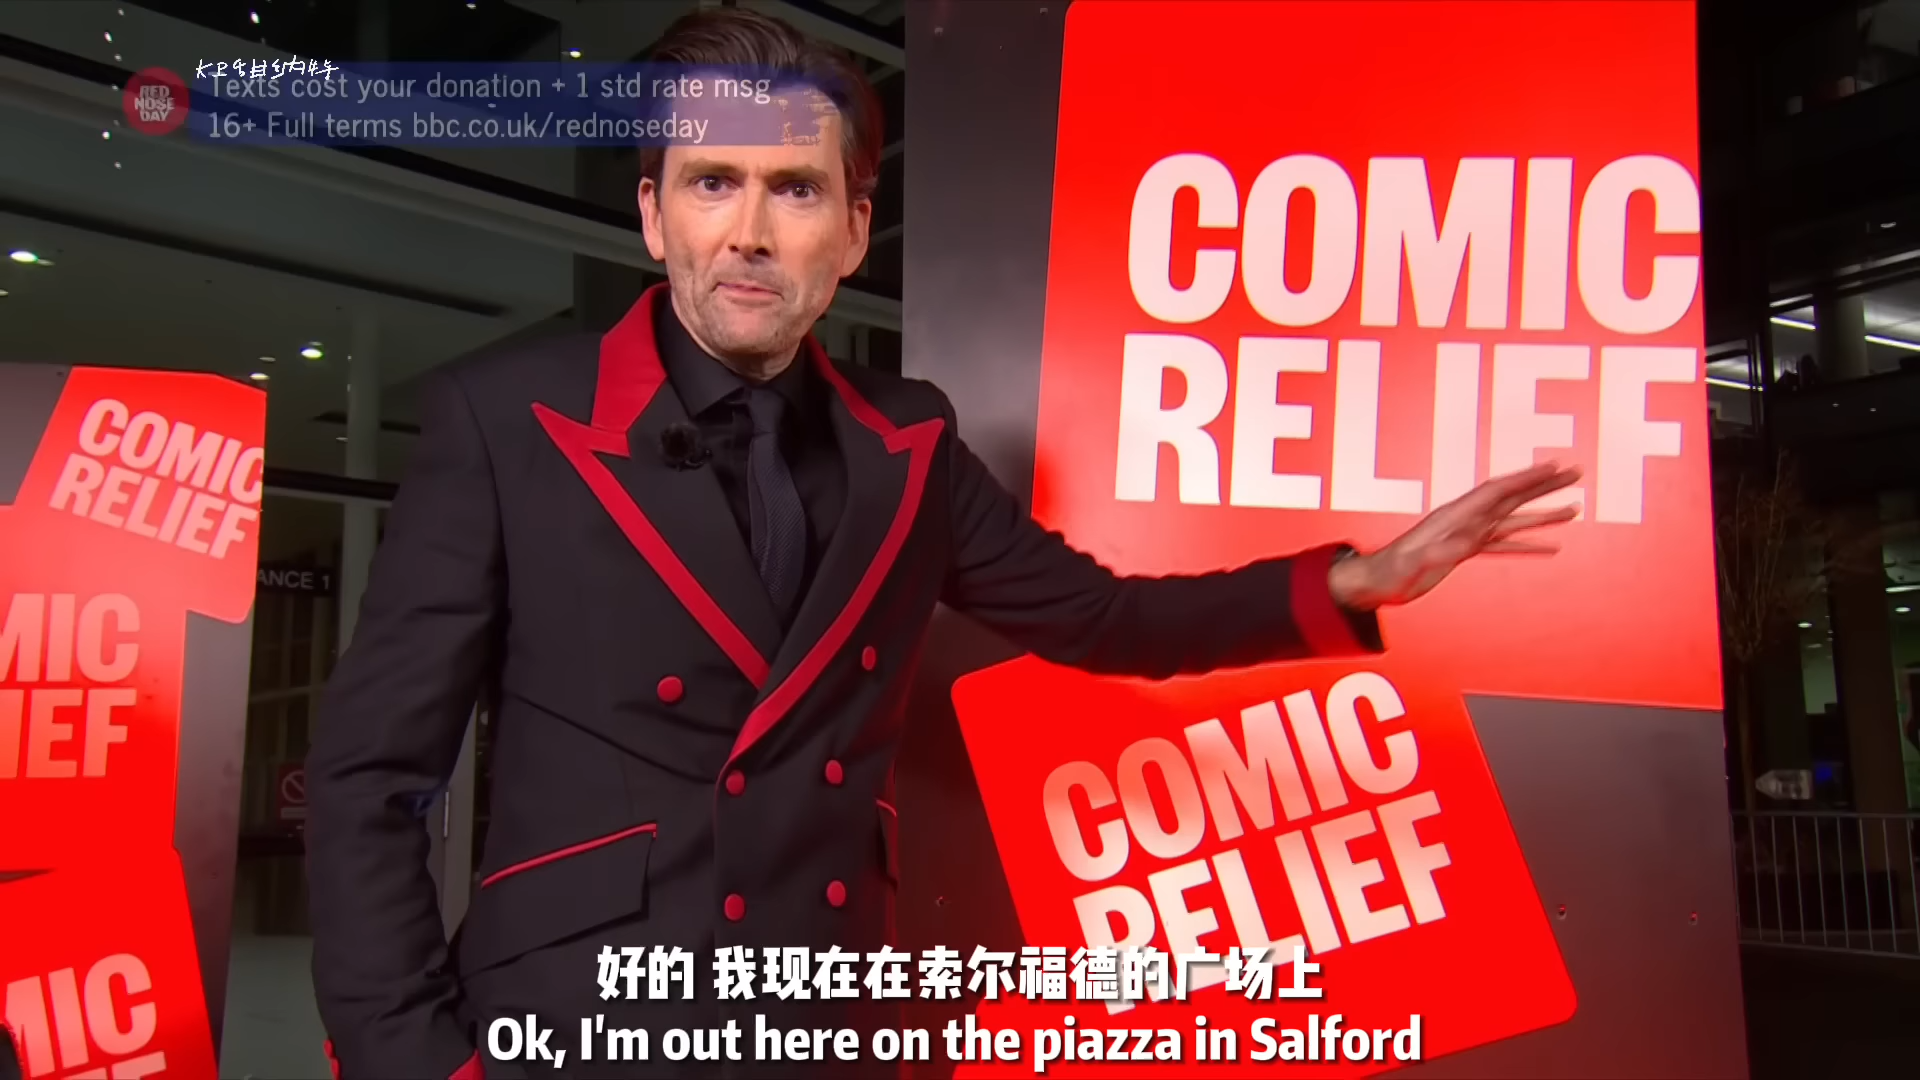 Texts cost your donation + 1 std rate msg
16+ Full terms bbc.co.uk/rednoseday
RED
NOSE
DAY
COMIC
RELIEF
COMIC
RELIEF
ANCE 1
MIC
IEF
COMIC
RELIEF
MIC
好的 我现在在索尔福德的广场上
Ok, I'm out here on the piazza in Salford